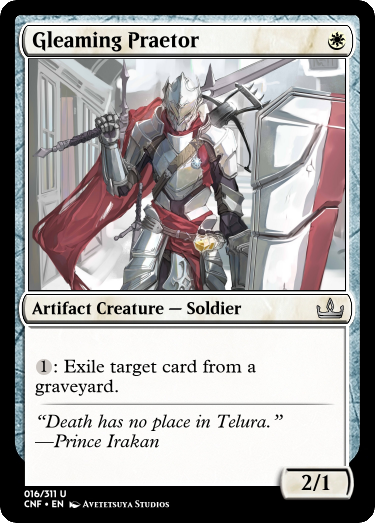 Gleaming Praetor
Artifact Creature — Soldier
1: Exile target card from a
graveyard.
“Death has no place in Telura.”
—Prince Irakan
2/1
016/311 U
CNF • EN Avetetsuya Studios